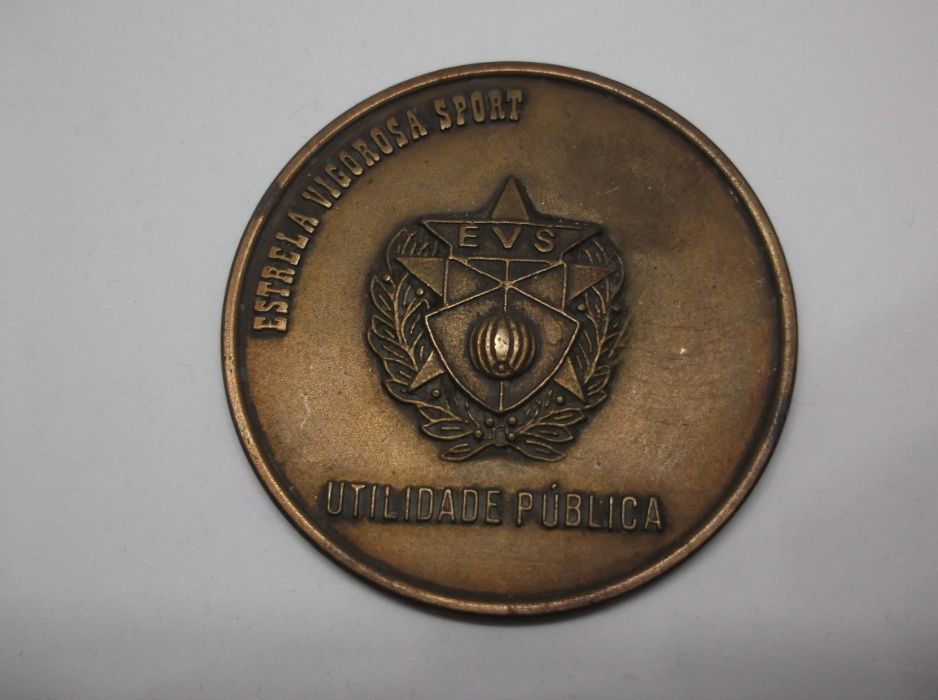 ESTRELA VIGOROSA SPORT
EVS
UTILIDADE PÚBLICA